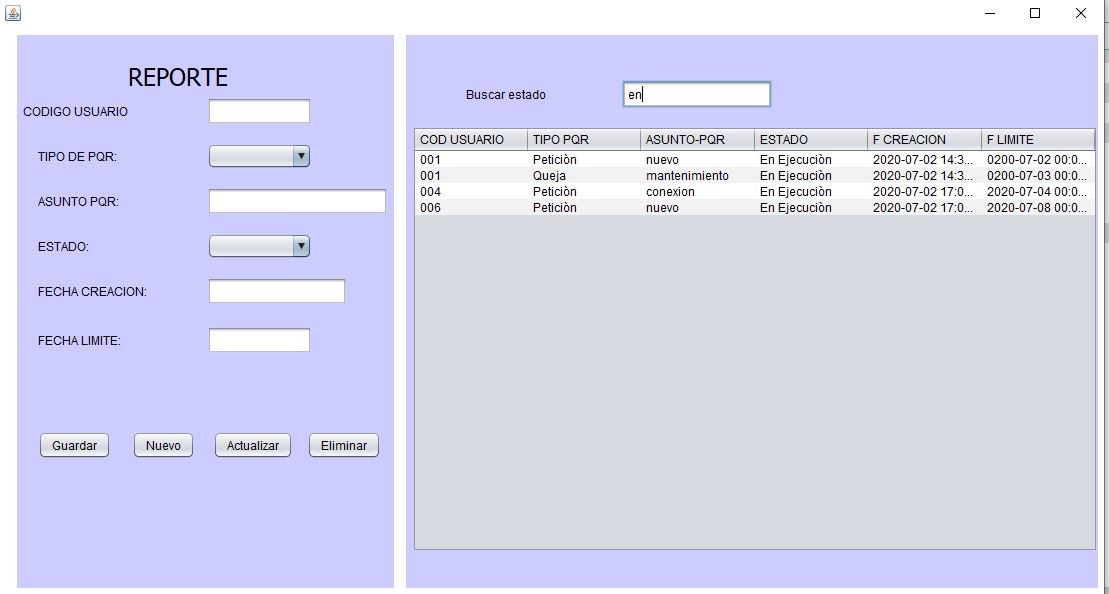 REPORTE
CODIGO USUARIO
TIPO DE PQR:
ASUNTO PQR:
ESTADO:
FECHA CREACION:
FECHA LIMITE:
Guardar Nuevo Actualizar Eliminar
Buscar estado en
COD USUARIO TIPO PQR ASUNTO-PQR ESTADO F CREACION F LIMITE
001 Petición nuevo En Ejecuciòn 2020-07-02 14:3... 0200-07-02 00:0...
001 Queja mantenimiento En Ejecuciòn 2020-07-02 14:3... 0200-07-03 00:0...
004 Petición conexion En Ejecuciòn 2020-07-02 17:0... 2020-07-04 00:0...
006 Petición nuevo En Ejecuciòn 2020-07-02 17:0... 2020-07-08 00:0...